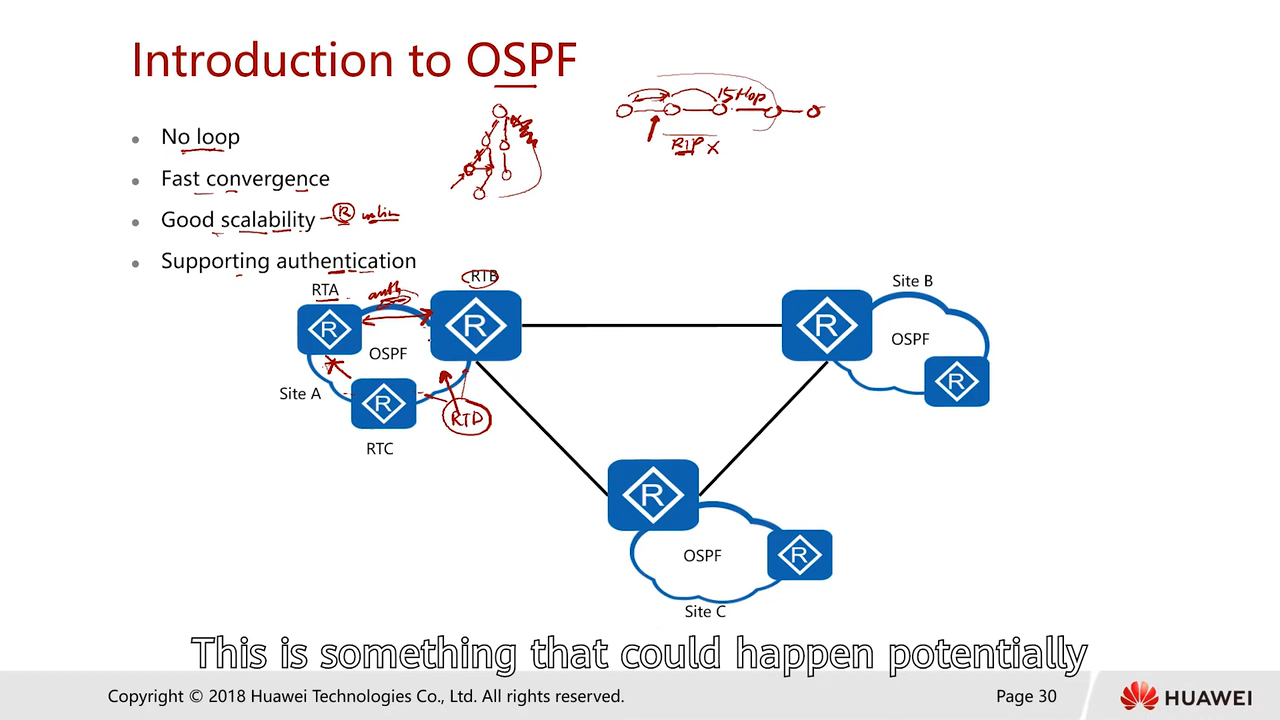 Introduction to OSPF
15 Hop
RIP X
• No loop
• Fast convergence
• Good scalability - R
• Supporting authentication
RTB
Site B
RTA
auth
R
R
R
OSPF
OSPF
R
Site A
R
RTD
RTC
R
OSPF
R
Site C
This is something that could happen potentially
Copyright © 2018 Huawei Technologies Co., Ltd. All rights reserved.
Page 30
HUAWEI